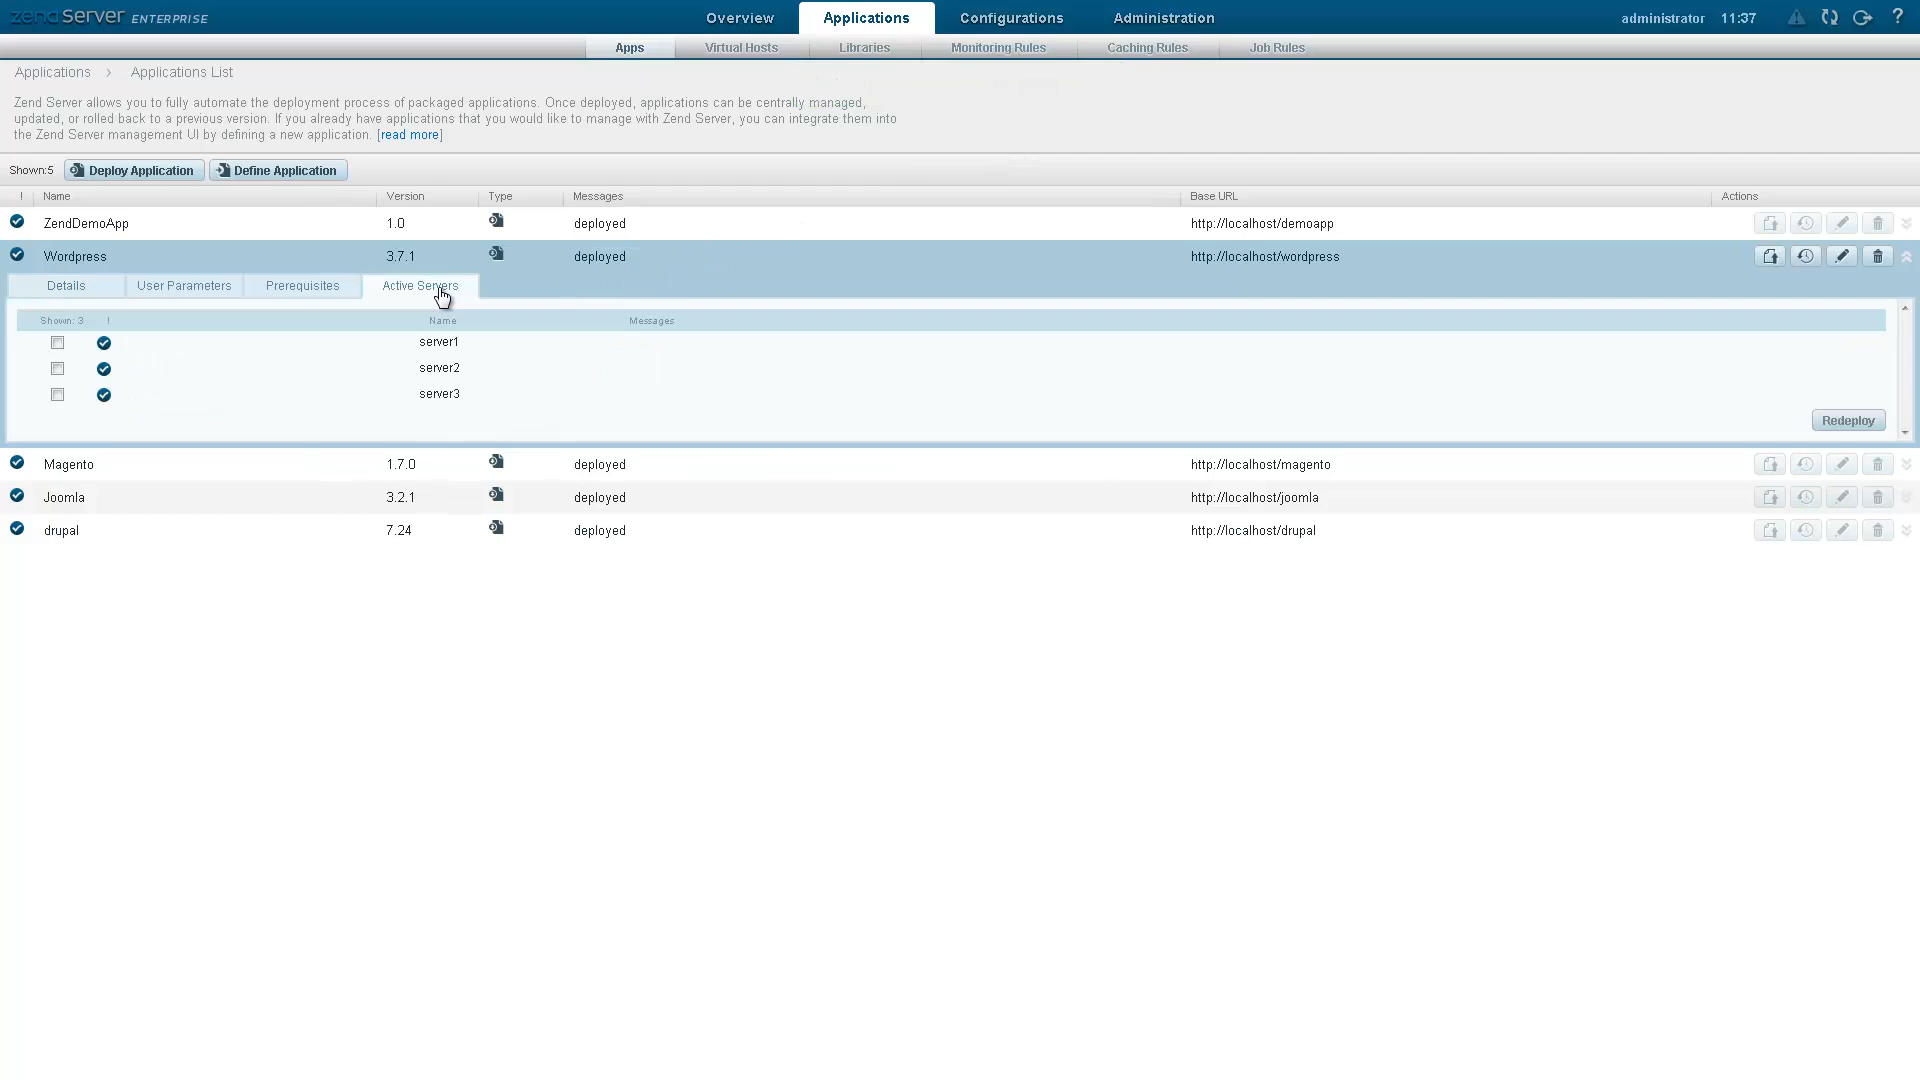 zend Server ENTERPRISE
Overview Applications Configurations Administration
administrator 11:37 ?
Apps Virtual Hosts Libraries Monitoring Rules Caching Rules Job Rules
Applications > Applications List
Zend Server allows you to fully automate the deployment process of packaged applications. Once deployed, applications can be centrally managed,
updated, or rolled back to a previous version. If you already have applications that you would like to manage with Zend Server, you can integrate them into
the Zend Server management UI by defining a new application. [read more]
Shown:5 Deploy Application Define Application
! Name Version Type Messages Base URL Actions
ZendDemoApp 1.0 deployed http://localhost/demoapp
Wordpress 3.7.1 deployed http://localhost/wordpress
Details User Parameters Prerequisites Active Servers
Shown: 3 ! Name Messages
server1
server2
server3
Redeploy
Magento 1.7.0 deployed http://localhost/magento
Joomla 3.2.1 deployed http://localhost/joomla
drupal 7.24 deployed http://localhost/drupal